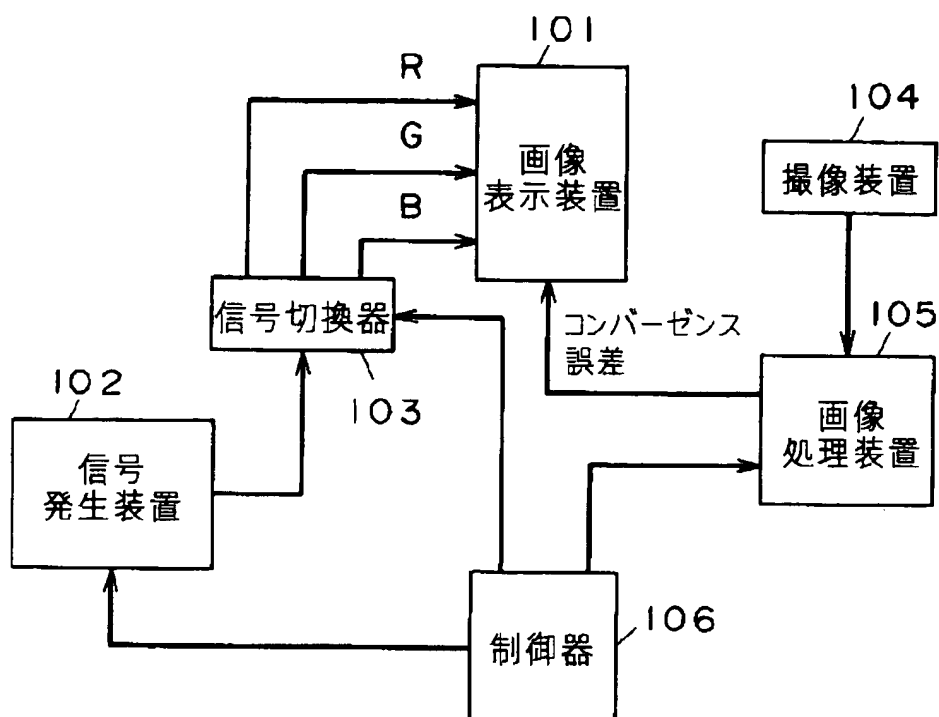 101
R
104
G
画像
表示装置
撮像装置
B
信号切換器
コンバーゼンス
誤差
105
102
103
画像
処理装置
信号
発生装置
106
制御器